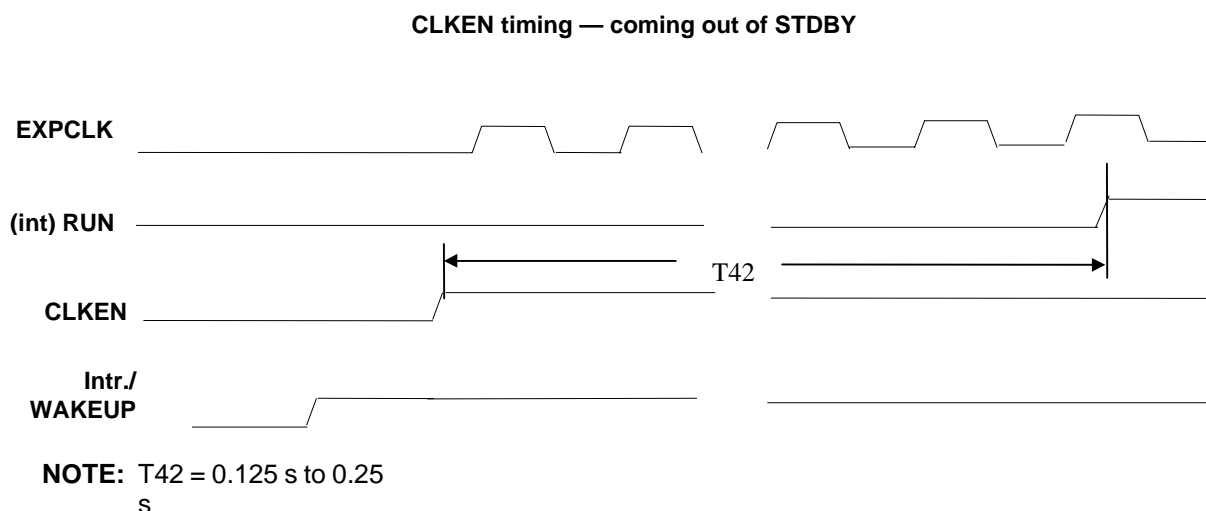 CLKEN timing — coming out of STDBY
EXPCLK
(int) RUN
T42
CLKEN
Intr./
WAKEUP
NOTE: T42 = 0.125 s to 0.25
s